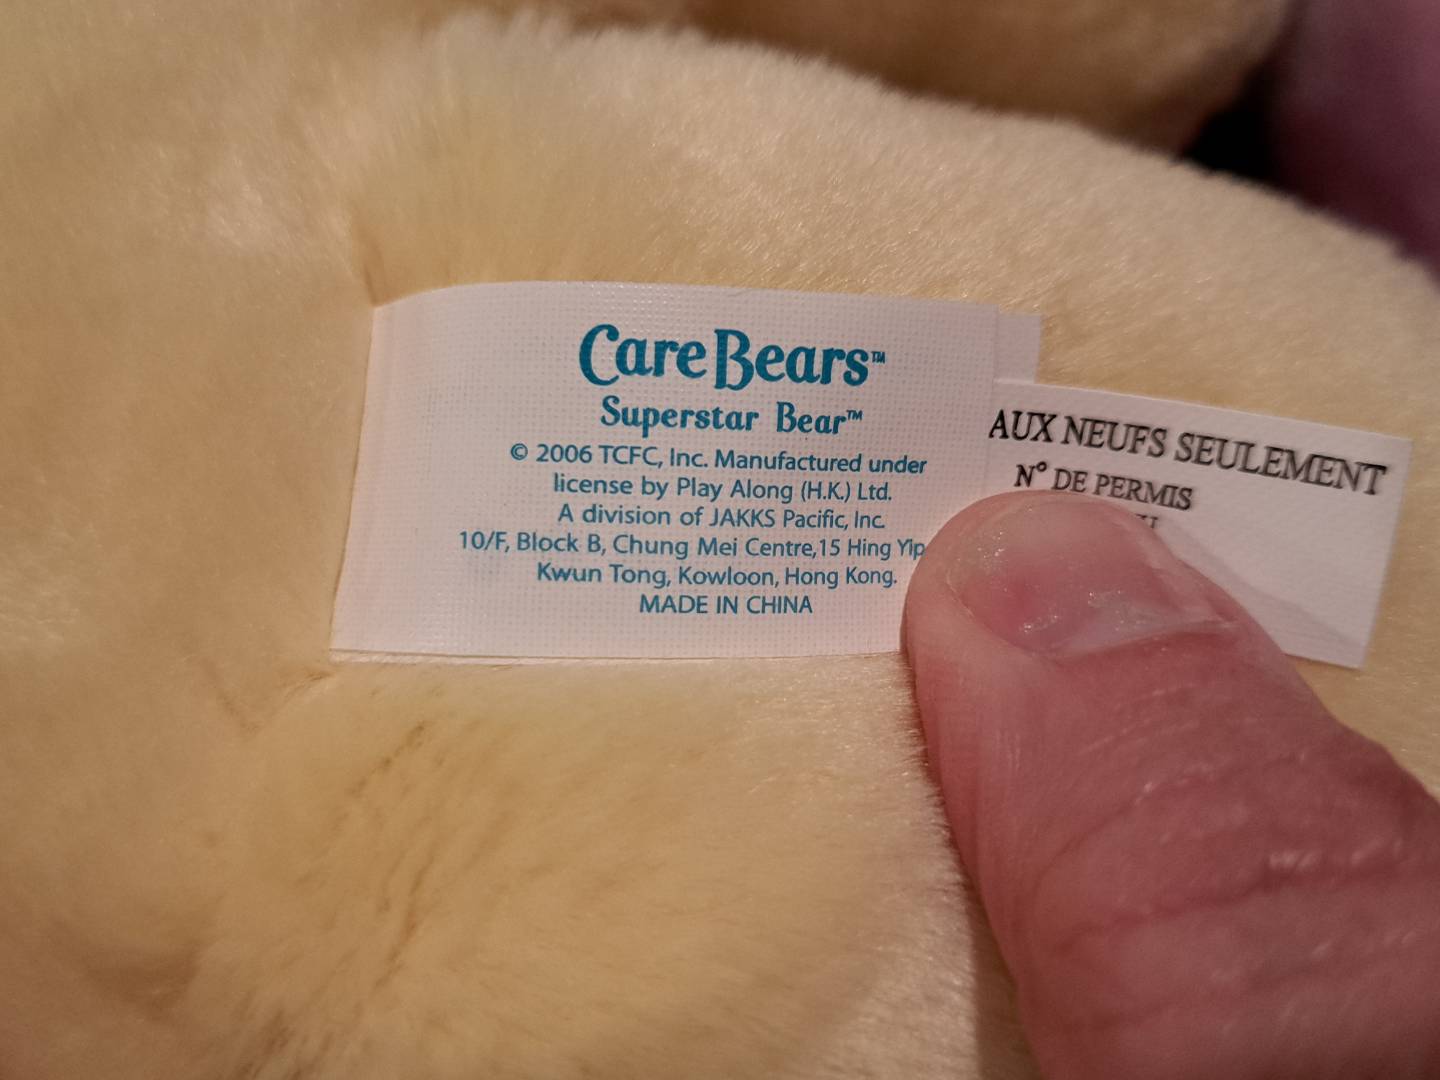 Care Bears™
Superstar Bear™
© 2006 TCFC, Inc. Manufactured under
license by Play Along (H.K.) Ltd.
A division of JAKKS Pacific, Inc.
10/F, Block B, Chung Mei Centre,15 Hing Yip
Kwun Tong, Kowloon, Hong Kong.
MADE IN CHINA
AUX NEUFS SEULEMENT
N° DE PERMIS